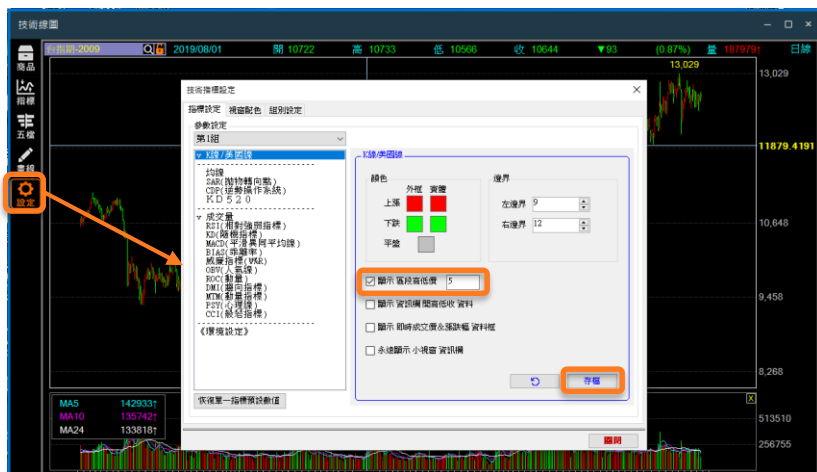 技術線圖
台指期-2009 2019/08/01 開 10722 高 10733 低 10566 收 10644 ▼93 (0.87%) 量 187979↑ 日線
商品
指標
五檔
畫線
設定
13,029
13,029
11879.4191
10,648
9,458
8,268
技術指標設定
指標設定 視窗配色 組別設定
參數設定
第1組
▼ K線/美國線
均線
SAR(拋物轉向點)
CDP(逆勢操作系統)
KD520
▼ 成交量
RSI(相對強弱指標)
KD(隨機指標)
MACD(平滑異同平均線)
BIAS(乖離率)
威廉指標(W%R)
OBV(人氣線)
ROC(動量)
DMI(趨向指標)
MTM(動量指標)
PSY(心理線)
CCI(般若指標)
《環境設定》
恢複單一指標預設數值
K線/美國線
顏色
外框 實體
上漲
下跌
平盤
邊界
左邊界 9
右邊界 12
顯示 區段高低價 5
顯示 資訊欄 開高低收 資料
顯示 即時成交價&漲跌幅 資料框
永遠顯示 小視窗 資訊欄
存檔
關閉
MA5 142933↑
MA10 135742↑
MA24 133818↑
X
513510
256755